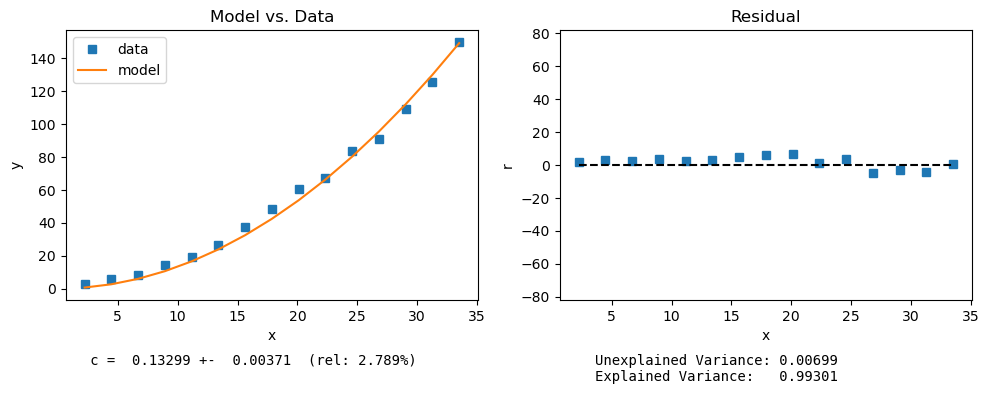 Model vs. Data
data
model
y
140
120
100
80
60
40
20
0
5
10
15
20
25
30
35
x
c =  0.13299 +-  0.00371  (rel: 2.789%)
Residual
r
80
60
40
20
0
−20
−40
−60
−80
5
10
15
20
25
30
35
x
Unexplained Variance: 0.00699
Explained Variance:   0.99301